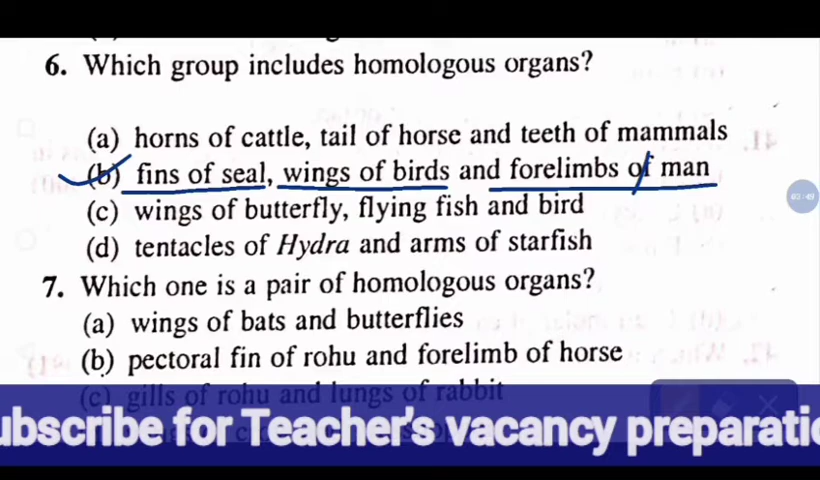 6. Which group includes homologous organs?
(a) horns of cattle, tail of horse and teeth of mammals
(b) fins of seal, wings of birds and forelimbs of man
(c) wings of butterfly, flying fish and bird
(d) tentacles of Hydra and arms of starfish
7. Which one is a pair of homologous organs?
(a) wings of bats and butterflies
(b) pectoral fin of rohu and forelimb of horse
(c) gills of rohu and lungs of rabbit
ubscribe for Teacher's vacancy preparatio